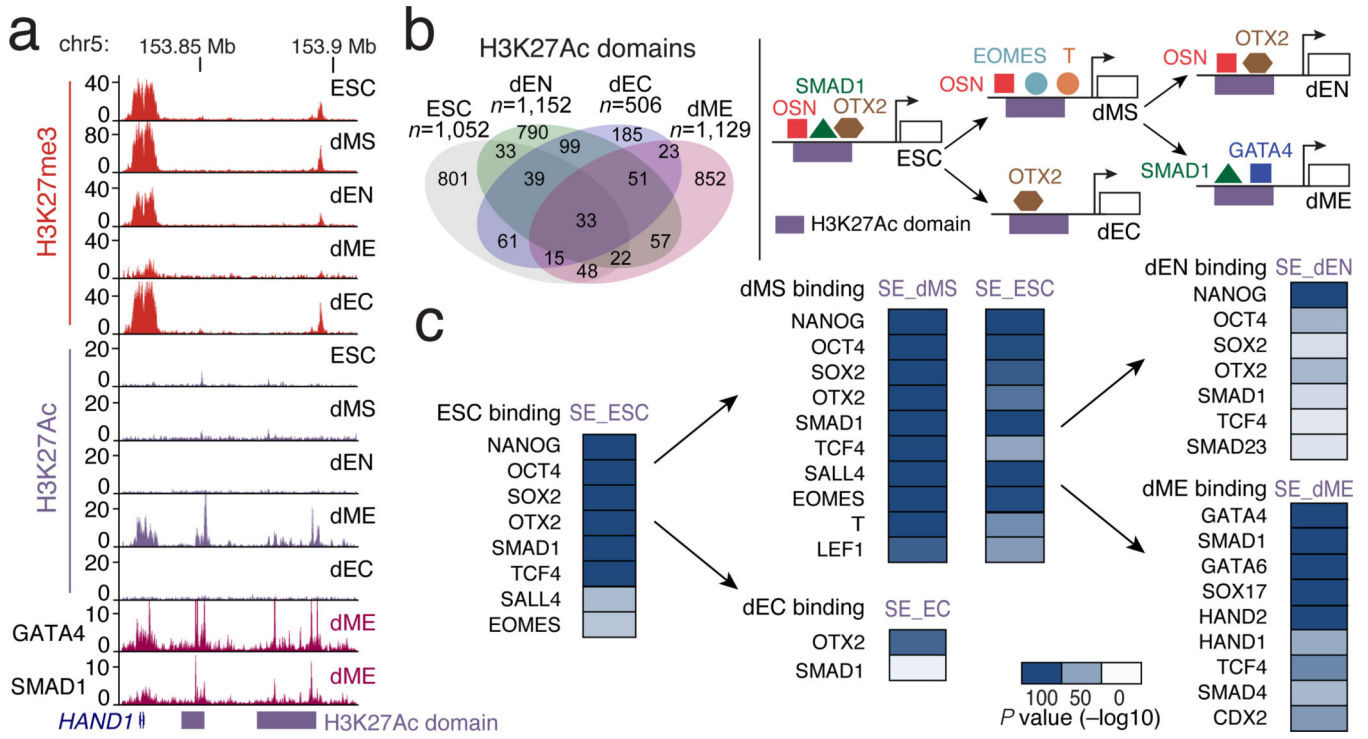 a
chr5:
153.85 Mb
153.9 Mb
H3K27me3
40
0
ESC
80
0
dMS
40
0
dEN
40
0
dME
40
0
dEC
H3K27Ac
20
0
ESC
20
0
dMS
20
0
dEN
20
0
dME
20
0
dEC
GATA4
10
0
dME
SMAD1
10
0
dME
HAND1
H3K27Ac domain
b
H3K27Ac domains
ESC
n=1,052
dEN
n=1,152
dEC
n=506
dME
n=1,129
790
185
33
99
23
801
39
51
852
33
61
57
15
22
48
SMAD1
OSN
OTX2
ESC
EOMES
T
OSN
dMS
OTX2
dEC
OTX2
OSN
dEN
GATA4
SMAD1
dME
H3K27Ac domain
c
ESC binding
SE_ESC
NANOG
OCT4
SOX2
OTX2
SMAD1
TCF4
SALL4
EOMES
dMS binding
SE_dMS
SE_ESC
NANOG
OCT4
SOX2
OTX2
SMAD1
TCF4
SALL4
EOMES
T
LEF1
dEC binding
SE_EC
OTX2
SMAD1
dEN binding
SE_dEN
NANOG
OCT4
SOX2
OTX2
SMAD1
TCF4
SMAD23
dME binding
SE_dME
GATA4
SMAD1
GATA6
SOX17
HAND2
HAND1
TCF4
SMAD4
CDX2
100 50 0
P value (–log10)